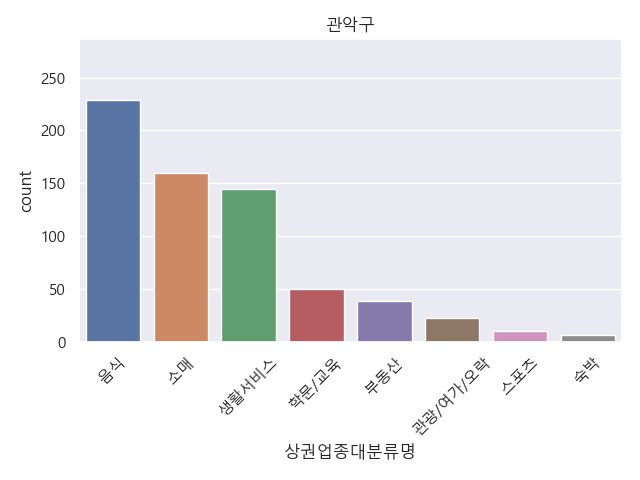 관악구
count
250
200
150
100
50
0
음식
소매
생활서비스
학문/교육
부동산
관광/여가/오락
스포츠
숙박
상권업종대분류명